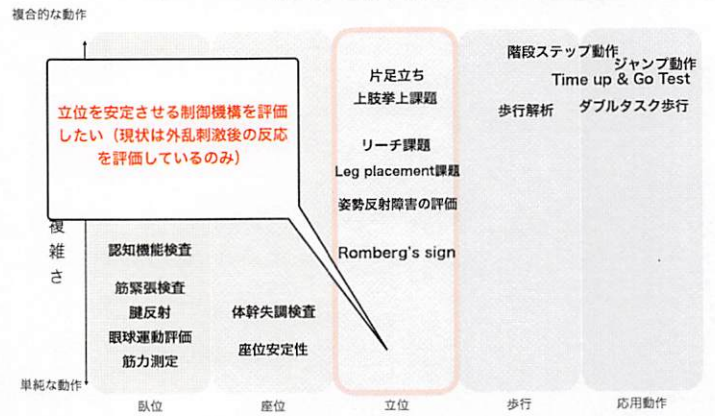 複合的な動作
階段ステップ動作
ジャンプ動作
Time up & Go Test
片足立ち
上肢挙上課題
歩行解析
ダブルタスク歩行
立位を安定させる制御機構を評価
したい（現状は外乱刺激後の反応
を評価しているのみ）
リーチ課題
Leg placement課題
姿勢反射障害の評価
複雑さ
認知機能検査
Romberg's sign
筋緊張検査
腱反射
体幹失調検査
眼球運動評価
座位安定性
筋力測定
単純な動作
臥位
座位
立位
歩行
応用動作